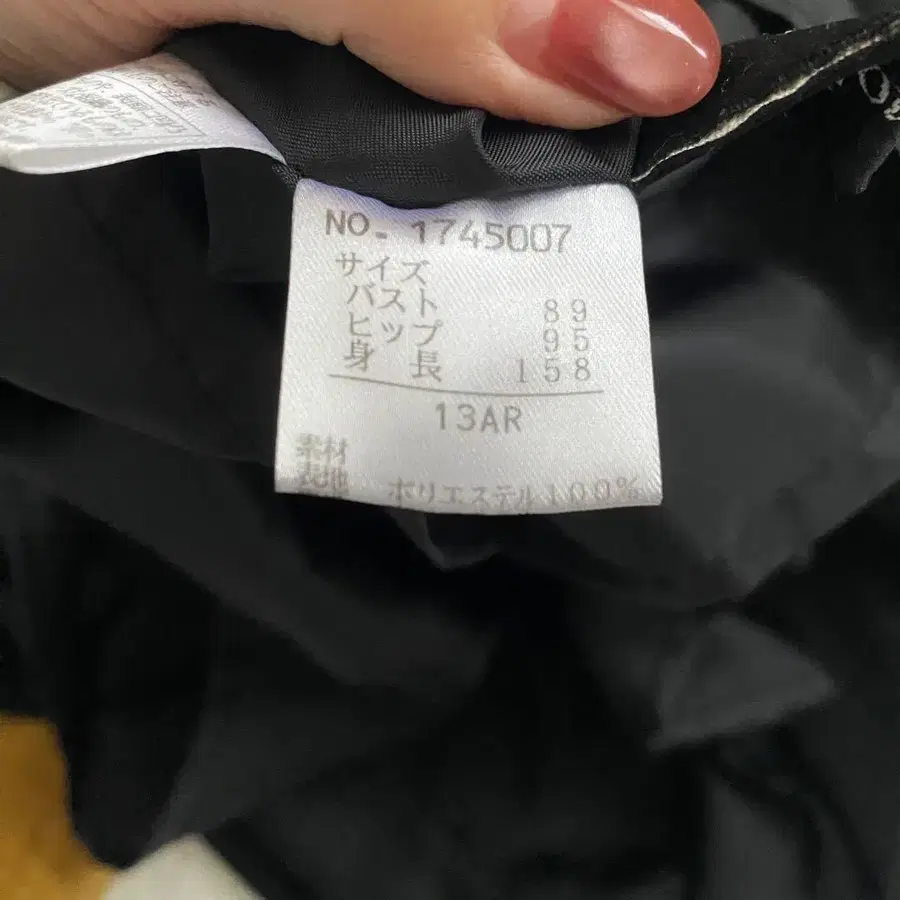 NO. 1745007
サイズ
バスト 89
ヒップ 95
身 長 158
13AR
素材
表地 ポリエステル100%